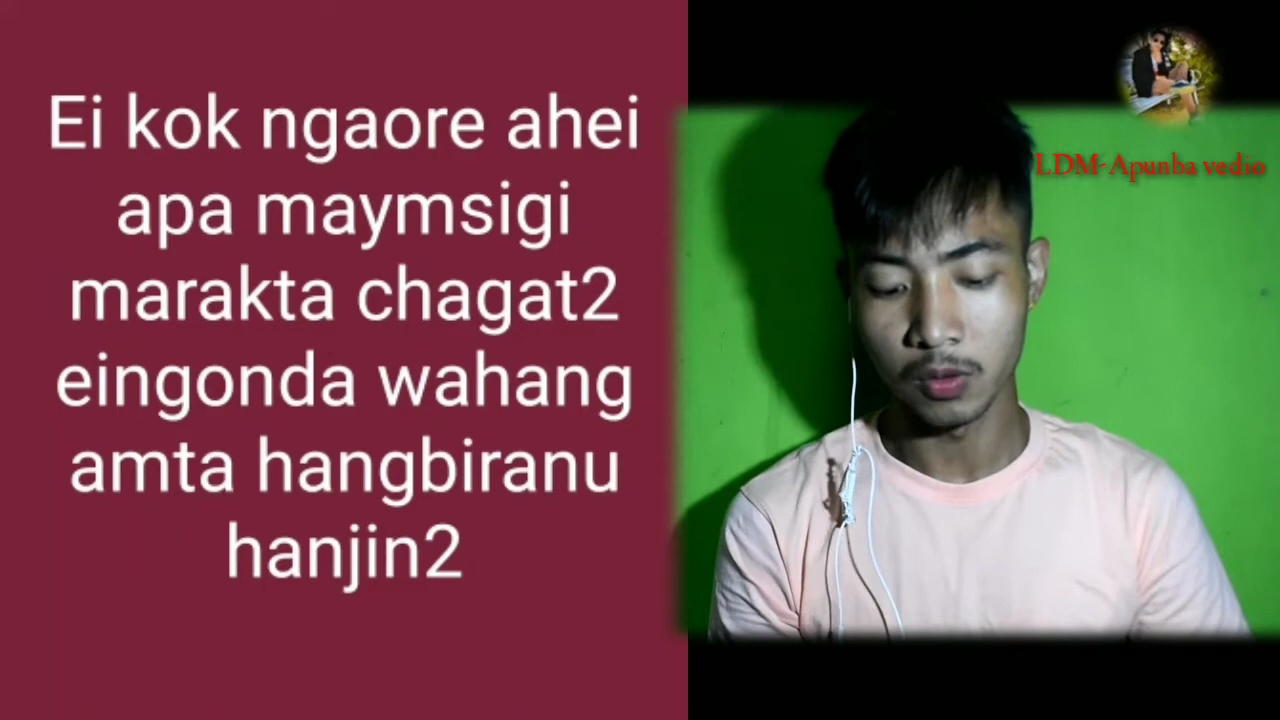 Ei kok ngaore ahei
apa maymsigi
marakta chagat2
eingonda wahang
amta hangbiranu
hanjin2
LDM-Apunba vedio